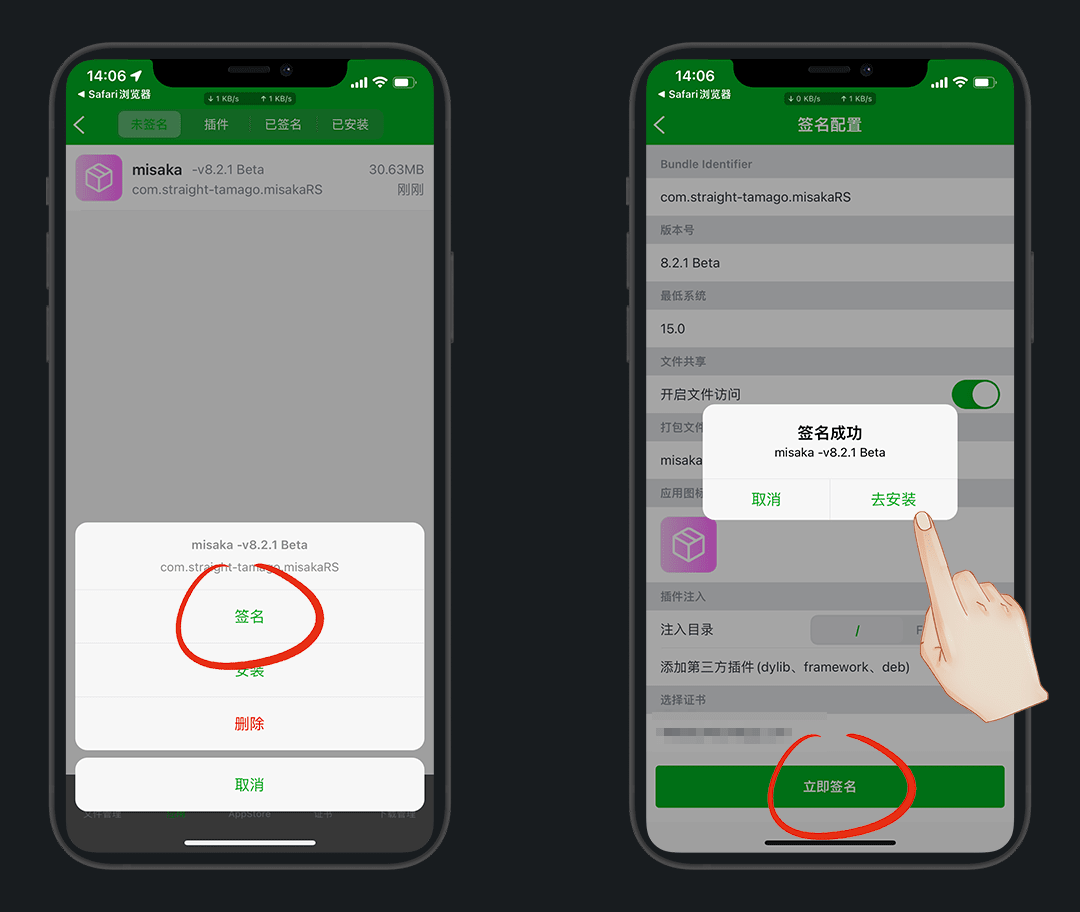 14:06
◀ Safari浏览器
↓ 1 KB/s ↑ 1 KB/s
未签名 插件 已签名 已安装
misaka -v8.2.1 Beta 30.63MB
com.straight-tamago.misakaRS 刚刚
misaka -v8.2.1 Beta
com.straight-tamago.misakaRS
签名
安装
删除
取消
文件管理 AppStore 证书 下载管理
14:06
◀ Safari浏览器
↓ 0 KB/s ↑ 1 KB/s
签名配置
Bundle Identifier
com.straight-tamago.misakaRS
版本号
8.2.1 Beta
最低系统
15.0
文件共享
开启文件访问
打包文件
misaka
签名成功
misaka -v8.2.1 Beta
取消 去安装
应用图标
插件注入
注入目录 / F
添加第三方插件(dylib、framework、deb)
选择证书
立即签名